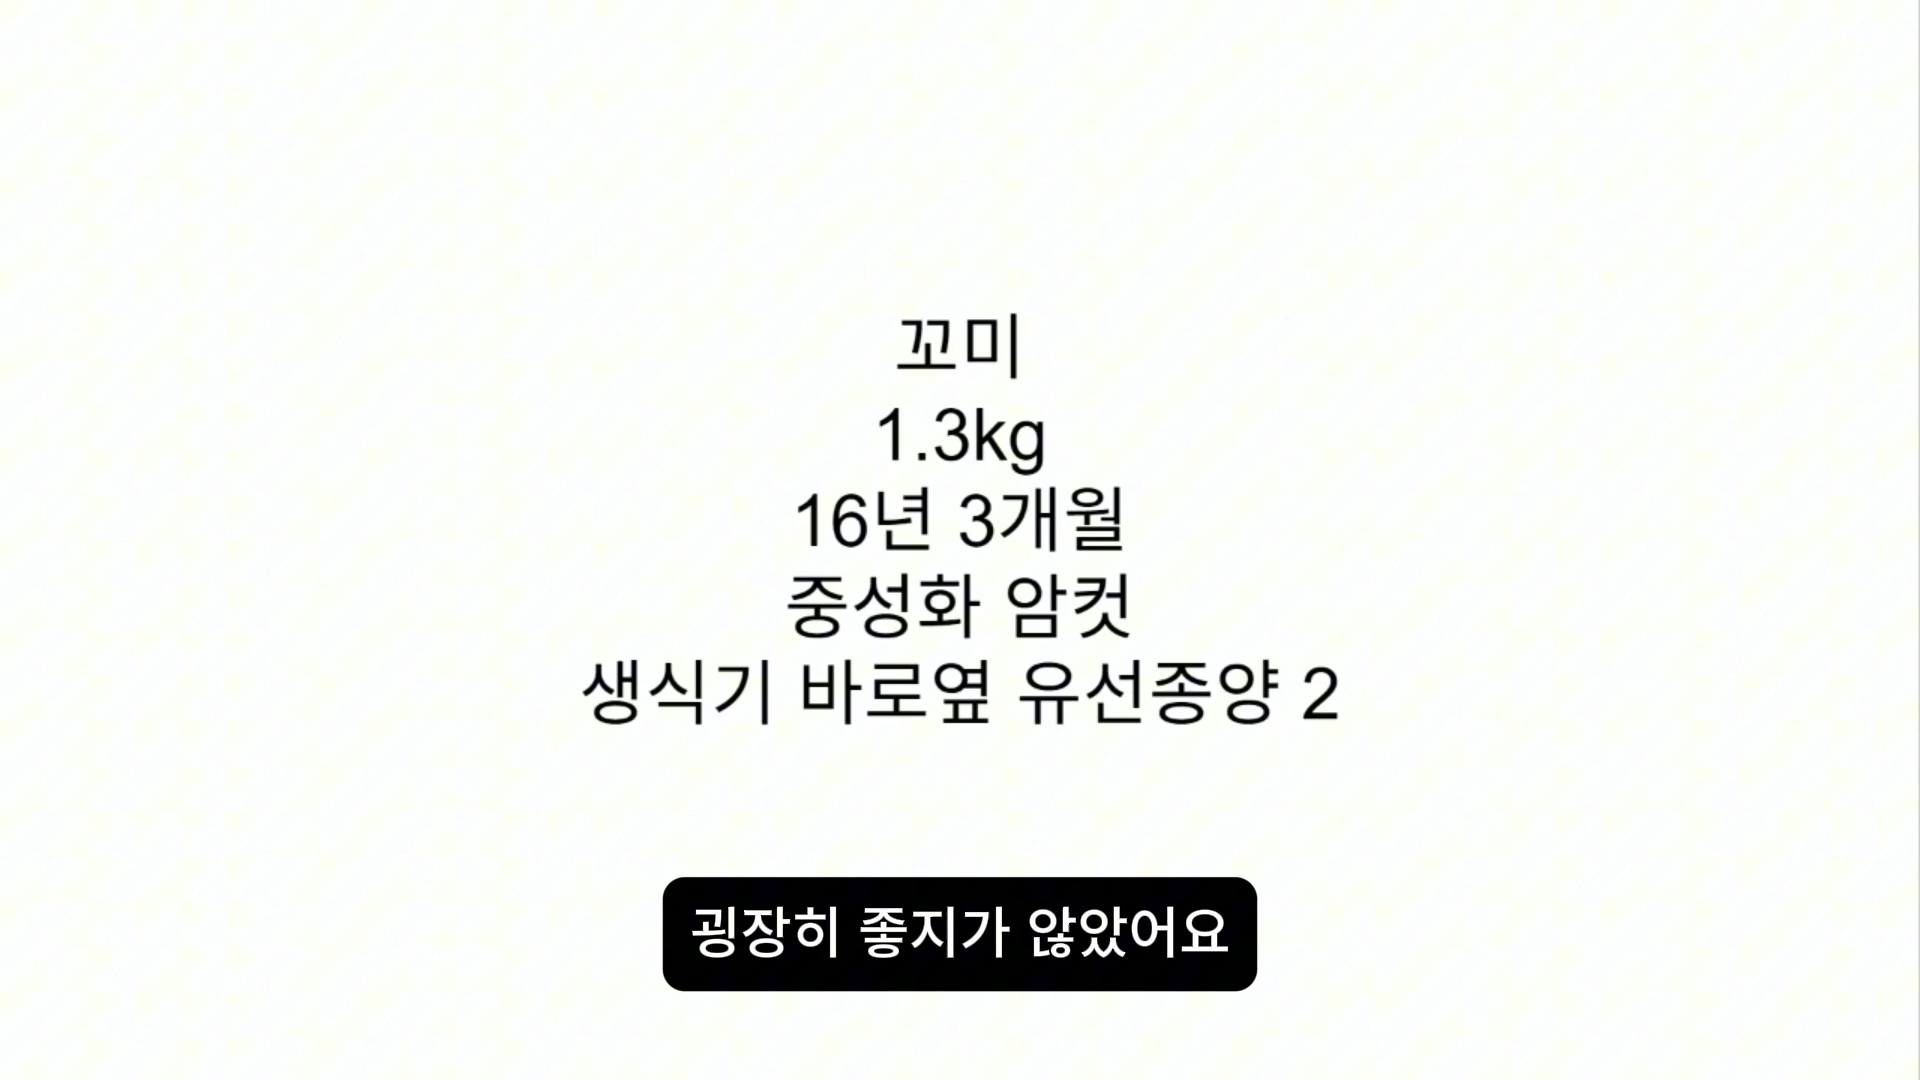 꼬미
1.3kg
16년 3개월
중성화 암컷
생식기 바로옆 유선종양 2
굉장히 좋지가 않았어요